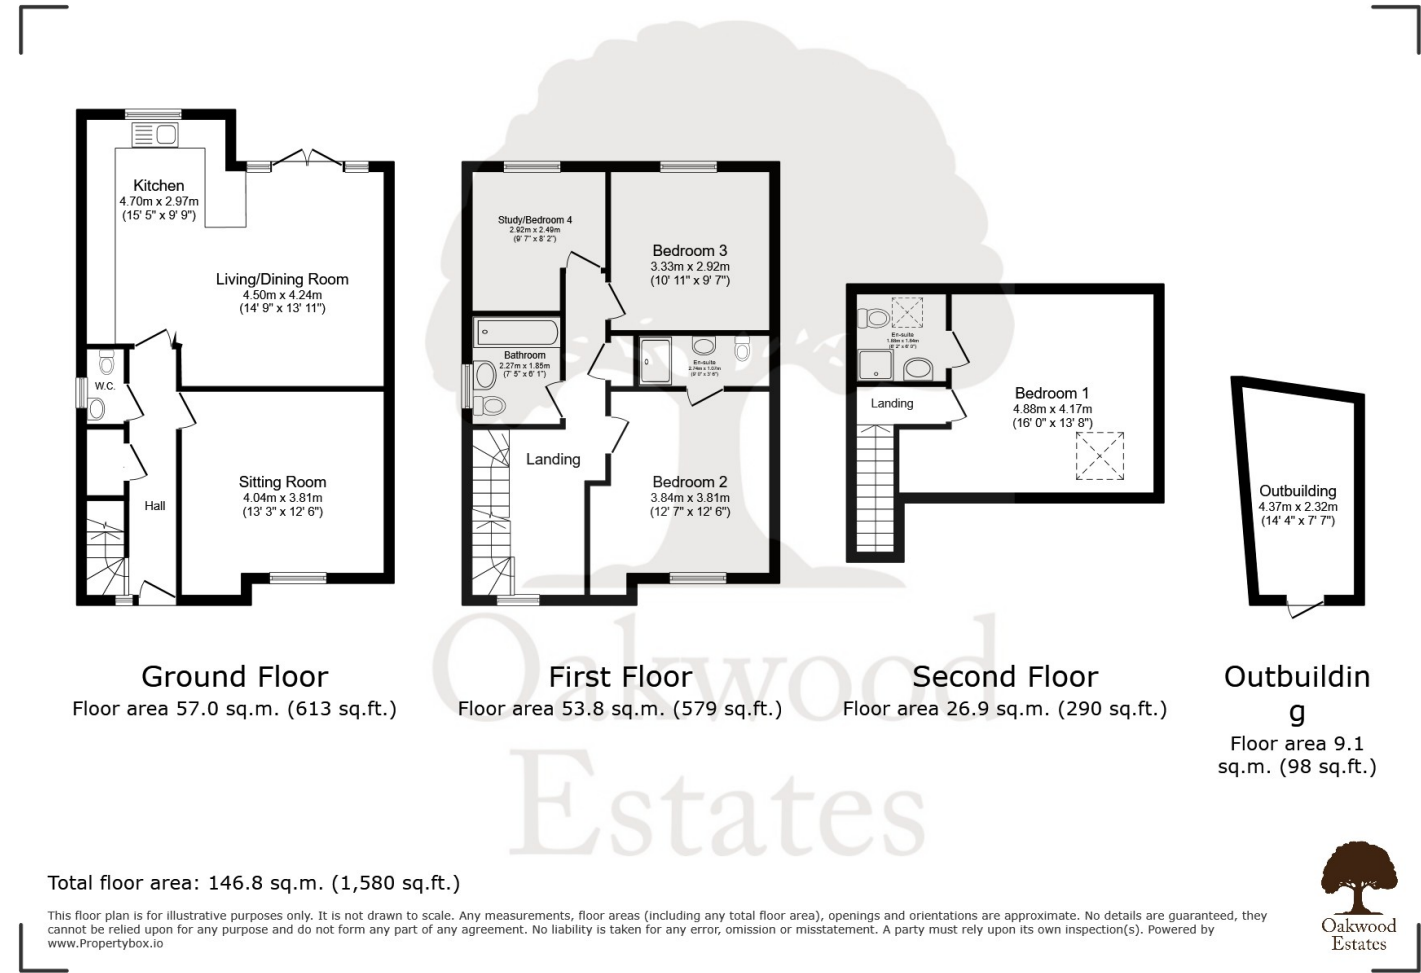 Kitchen
4.70m x 2.97m
(15' 5" x 9' 9")
Living/Dining Room
4.50m x 4.24m
(14' 9" x 13' 11")
W.C.
Hall
Sitting Room
4.04m x 3.81m
(13' 3" x 12' 6")
Ground Floor
Floor area 57.0 sq.m. (613 sq.ft.)
Study/Bedroom 4
2.92m x 2.49m
(9' 7" x 8' 2")
Bedroom 3
3.33m x 2.92m
(10' 11" x 9' 7")
Bathroom
2.27m x 1.85m
(7' 5" x 6' 1")
En-suite
2.74m x 1.07m
(9' 0" x 3' 6")
Landing
Bedroom 2
3.84m x 3.81m
(12' 7" x 12' 6")
First Floor
Floor area 53.8 sq.m. (579 sq.ft.)
En-suite
Landing
Bedroom 1
4.88m x 4.17m
(16' 0" x 13' 8")
Second Floor
Floor area 26.9 sq.m. (290 sq.ft.)
Outbuilding
4.37m x 2.32m
(14' 4" x 7' 7")
Outbuildin
g
Floor area 9.1
sq.m. (98 sq.ft.)
Oakwood
Estates
Total floor area: 146.8 sq.m. (1,580 sq.ft.)
This floor plan is for illustrative purposes only. It is not drawn to scale. Any measurements, floor areas (including any total floor area), openings and orientations are approximate. No details are guaranteed, they
cannot be relied upon for any purpose and do not form any part of any agreement. No liability is taken for any error, omission or misstatement. A party must rely upon its own inspection(s). Powered by
www.Propertybox.io
Oakwood
Estates